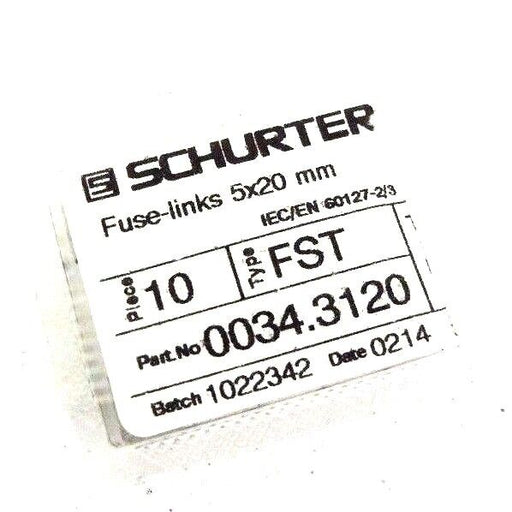 S SCHURTER
Fuse-links 5x20 mm
IEC/EN 60127-2/3
Piece 10 Type FST
Part.No 0034.3120
Batch 1022342 Date 0214